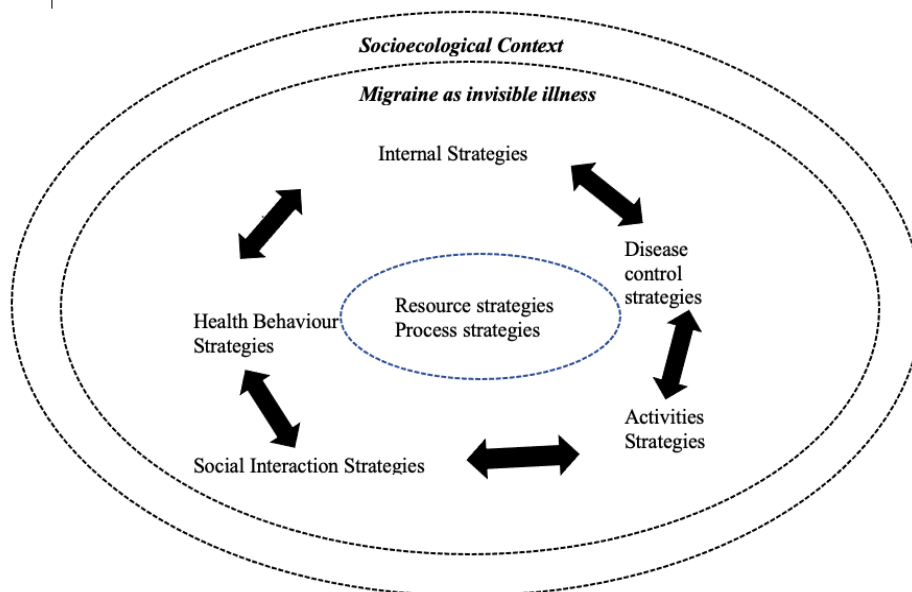 Socioecological Context
Migraine as invisible illness
Internal Strategies
Disease
control
strategies
Resource strategies
Process strategies
Health Behaviour
Strategies
Activities
Strategies
Social Interaction Strategies